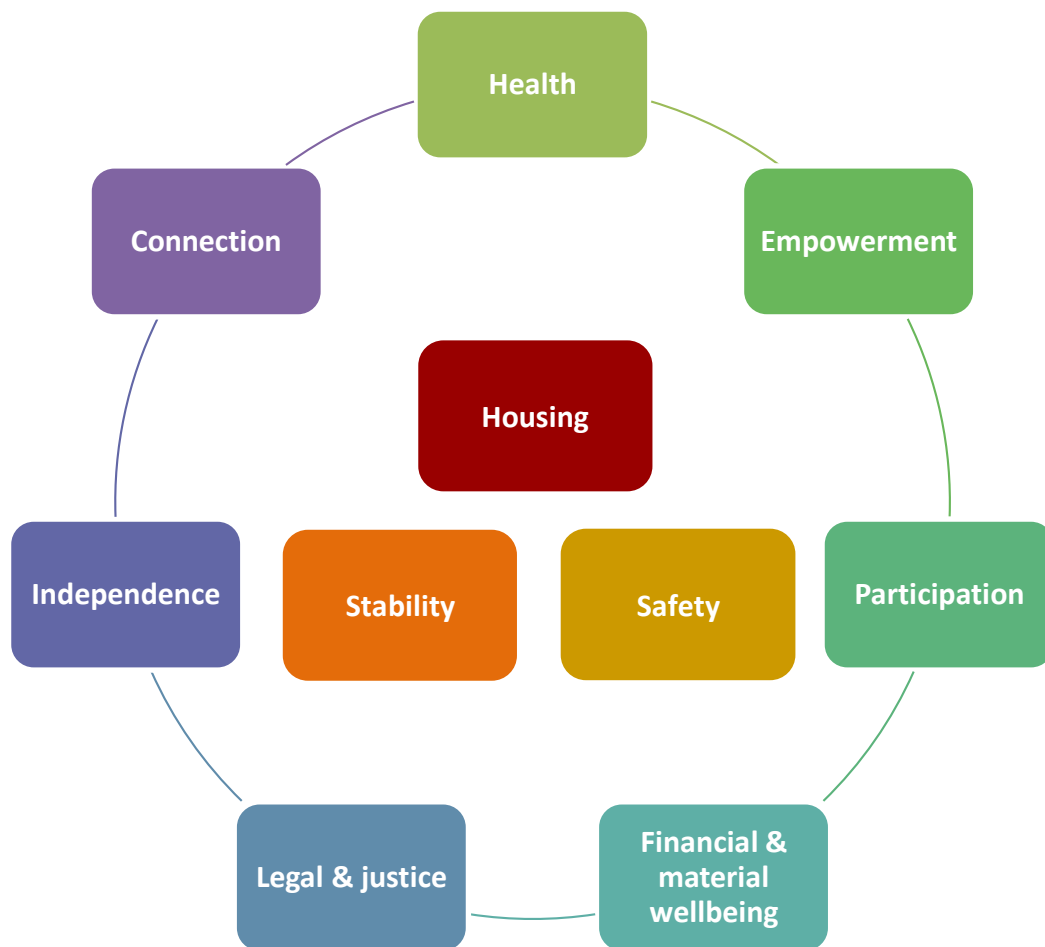 Health
Connection
Empowerment
Housing
Independence
Stability
Safety
Participation
Legal & justice
Financial &
material
wellbeing